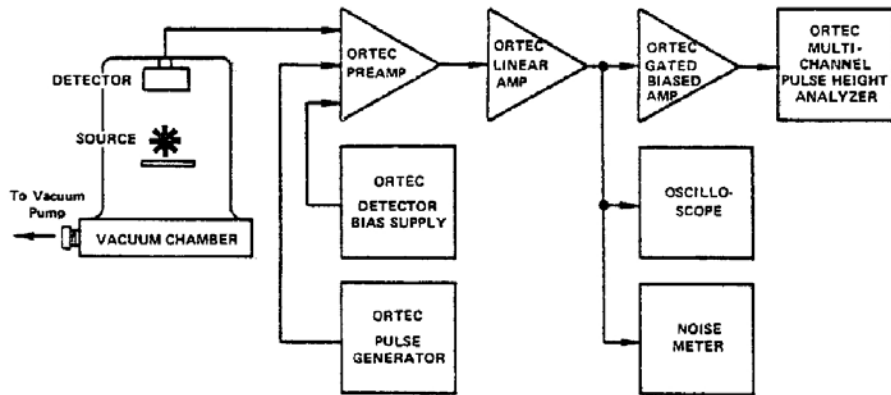 DETECTOR
SOURCE
To Vacuum
Pump
VACUUM CHAMBER
ORTEC
PREAMP
ORTEC
LINEAR
AMP
ORTEC
GATED
BIASED
AMP
ORTEC
MULTI-
CHANNEL
PULSE HEIGHT
ANALYZER
ORTEC
DETECTOR
BIAS SUPPLY
OSCILLO-
SCOPE
ORTEC
PULSE
GENERATOR
NOISE
METER